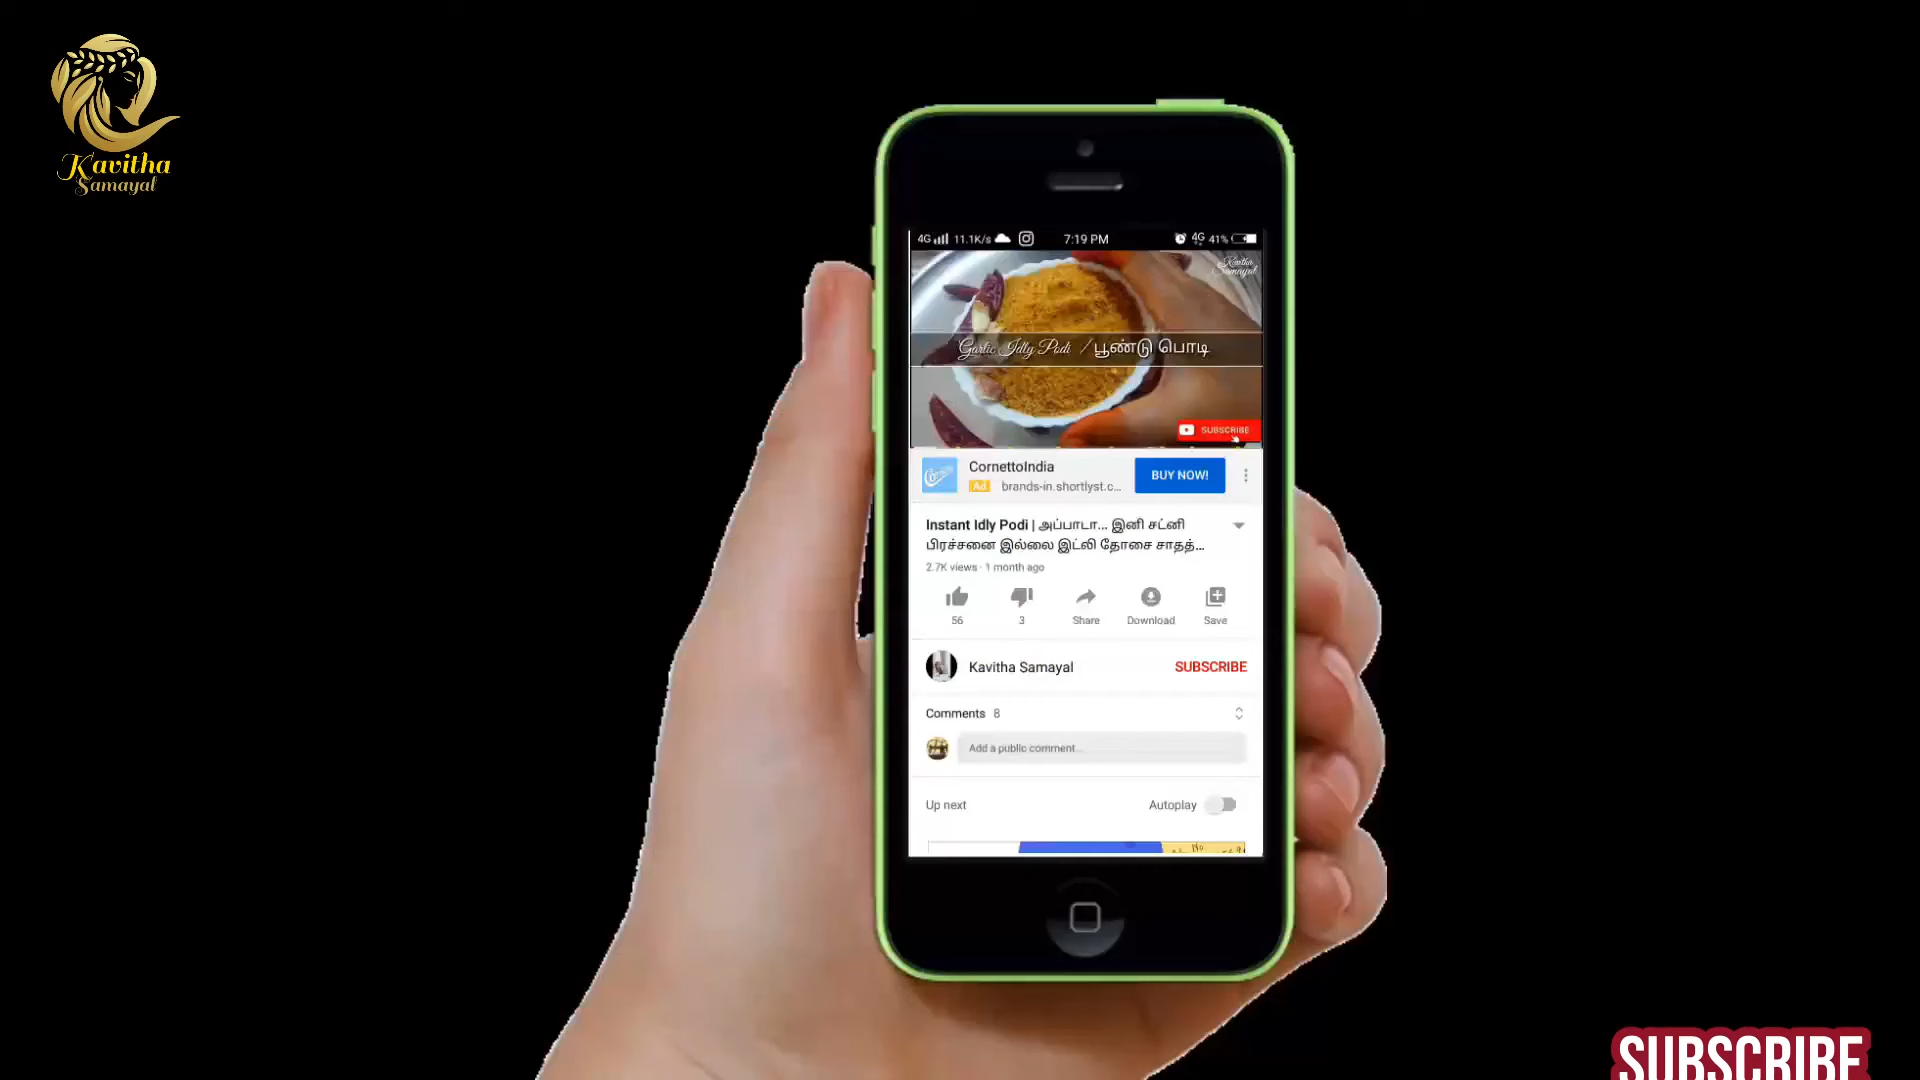 Kavitha
Samayal
4G 11.1K/s 7:19 PM 4G 41%
Kavitha
Samayal
Garlic Idly Podi / பூண்டு பொடி
SUBSCRIBE
CornettoIndia
Ad brands-in.shortlyst.c...
BUY NOW!
Instant Idly Podi | அப்பாடா... இனி சட்னி
பிரச்சனை இல்லை இட்லி தோசை சாதத்...
2.7K views · 1 month ago
56 3 Share Download Save
Kavitha Samayal SUBSCRIBE
Comments 8
Add a public comment...
Up next Autoplay
SUBSCRIBE